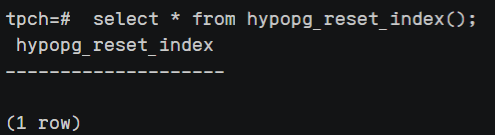 tpch=#  select * from hypopg_reset_index();
 hypopg_reset_index
--------------------

(1 row)